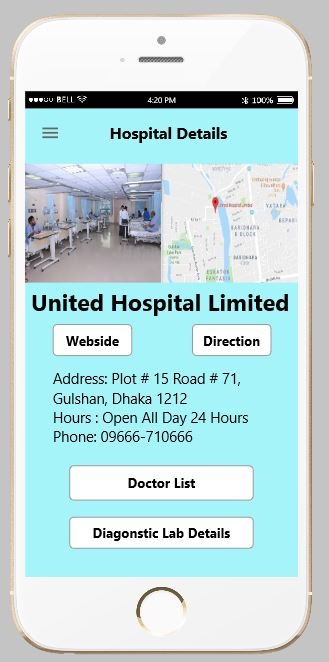 BELL
4:20 PM
100%
Hospital Details
United Hospital Limited
Webside
Direction
Address: Plot # 15 Road # 71,
Gulshan, Dhaka 1212
Hours : Open All Day 24 Hours
Phone: 09666-710666
Doctor List
Diagonstic Lab Details